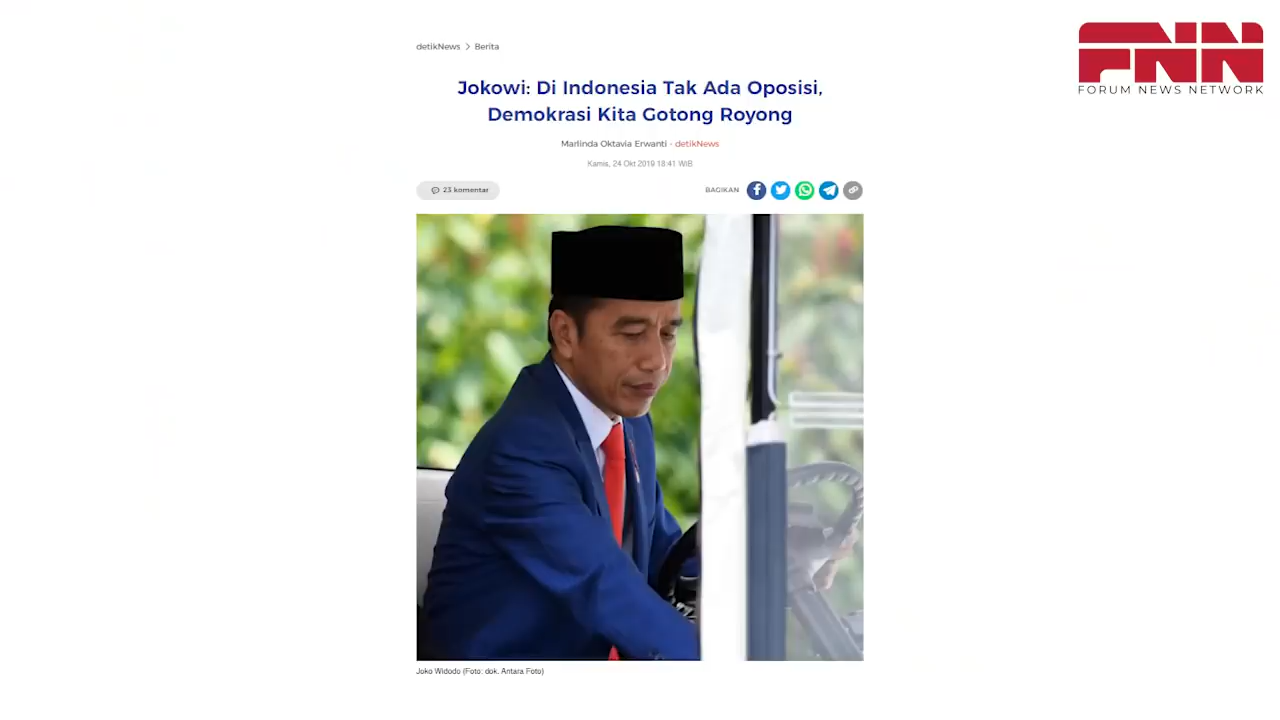 FNN
FORUM NEWS NETWORK
detikNews > Berita
Jokowi: Di Indonesia Tak Ada Oposisi,
Demokrasi Kita Gotong Royong
Marlinda Oktavia Erwanti - detikNews
Kamis, 24 Okt 2019 18:41 WIB
23 komentar
BAGIKAN
Joko Widodo (Foto: dok. Antara Foto)